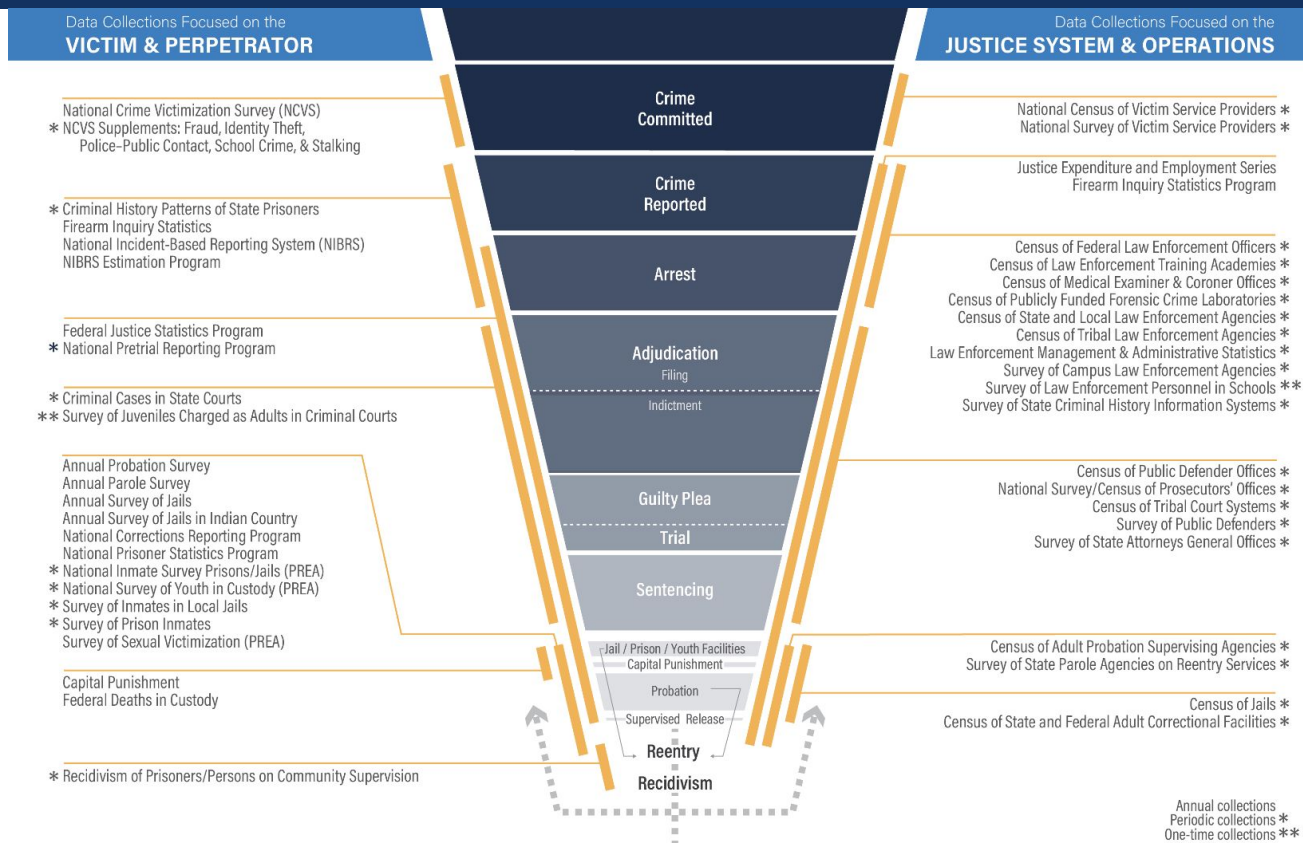 Data Collections Focused on the
VICTIM & PERPETRATOR
National Crime Victimization Survey (NCVS)
* NCVS Supplements: Fraud, Identity Theft,
Police-Public Contact, School Crime, & Stalking
* Criminal History Patterns of State Prisoners
Firearm Inquiry Statistics
National Incident-Based Reporting System (NIBRS)
NIBRS Estimation Program
Federal Justice Statistics Program
* National Pretrial Reporting Program
* Criminal Cases in State Courts
** Survey of Juveniles Charged as Adults in Criminal Courts
Annual Probation Survey
Annual Parole Survey
Annual Survey of Jails
Annual Survey of Jails in Indian Country
National Corrections Reporting Program
National Prisoner Statistics Program
* National Inmate Survey Prisons/Jails (PREA)
* National Survey of Youth in Custody (PREA)
* Survey of Inmates in Local Jails
* Survey of Prison Inmates
Survey of Sexual Victimization (PREA)
Capital Punishment
Federal Deaths in Custody
* Recidivism of Prisoners/Persons on Community Supervision
Crime
Committed
Crime
Reported
Arrest
Adjudication
Filing
Indictment
Guilty Plea
Trial
Sentencing
Jail / Prison / Youth Facilities
Capital Punishment
Probation
Supervised Release
Reentry
Recidivism
Data Collections Focused on the
JUSTICE SYSTEM & OPERATIONS
National Census of Victim Service Providers *
National Survey of Victim Service Providers *
Justice Expenditure and Employment Series
Firearm Inquiry Statistics Program
Census of Federal Law Enforcement Officers *
Census of Law Enforcement Training Academies *
Census of Medical Examiner & Coroner Offices *
Census of Publicly Funded Forensic Crime Laboratories *
Census of State and Local Law Enforcement Agencies *
Census of Tribal Law Enforcement Agencies *
Law Enforcement Management & Administrative Statistics *
Survey of Campus Law Enforcement Agencies *
Survey of Law Enforcement Personnel in Schools **
Survey of State Criminal History Information Systems *
Census of Public Defender Offices *
National Survey/Census of Prosecutors' Offices *
Census of Tribal Court Systems *
Survey of Public Defenders *
Survey of State Attorneys General Offices *
Census of Adult Probation Supervising Agencies *
Survey of State Parole Agencies on Reentry Services *
Census of Jails *
Census of State and Federal Adult Correctional Facilities *
Annual collections
Periodic collections *
One-time collections **